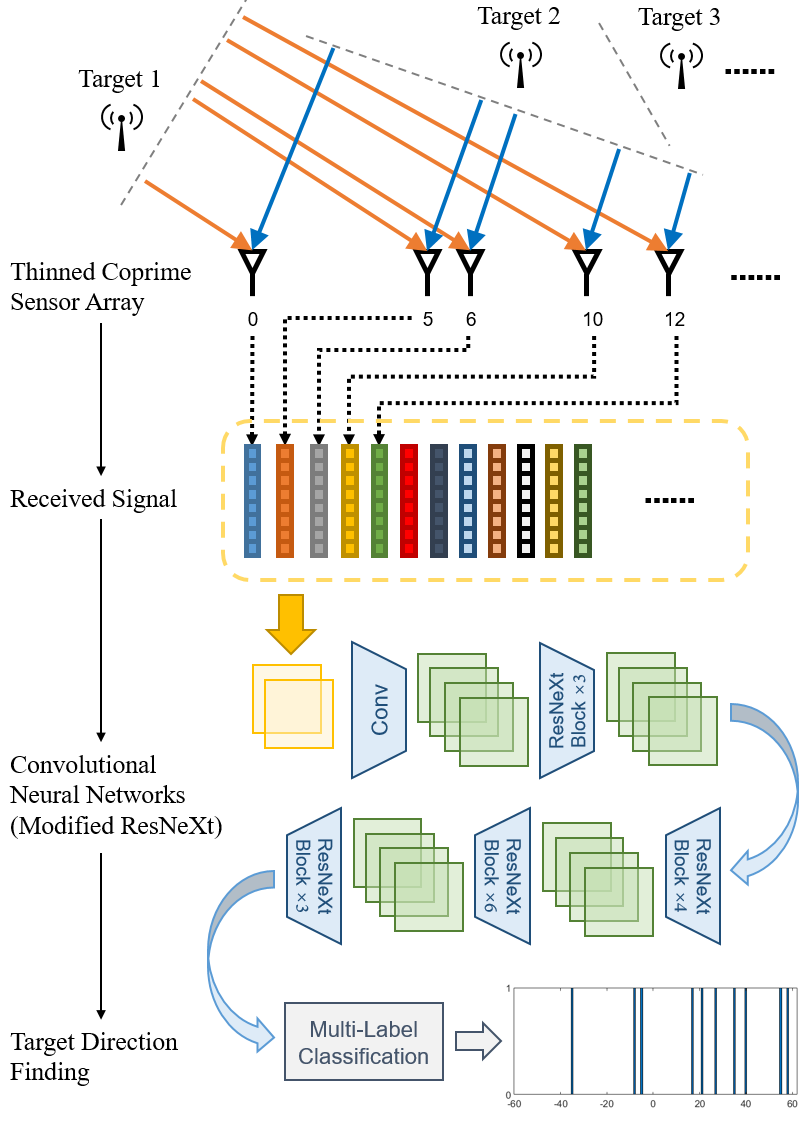 Target 2
Target 3
Target 1
Thinned Coprime
Sensor Array
0
5
6
10
12
Received Signal
Conv
ResNeXt
Block ×3
Convolutional
Neural Networks
(Modified ResNeXt)
ResNeXt
Block ×3
ResNeXt
Block ×6
ResNeXt
Block ×4
Target Direction
Finding
Multi-Label
Classification
1
0
-60
-40
-20
0
20
40
60